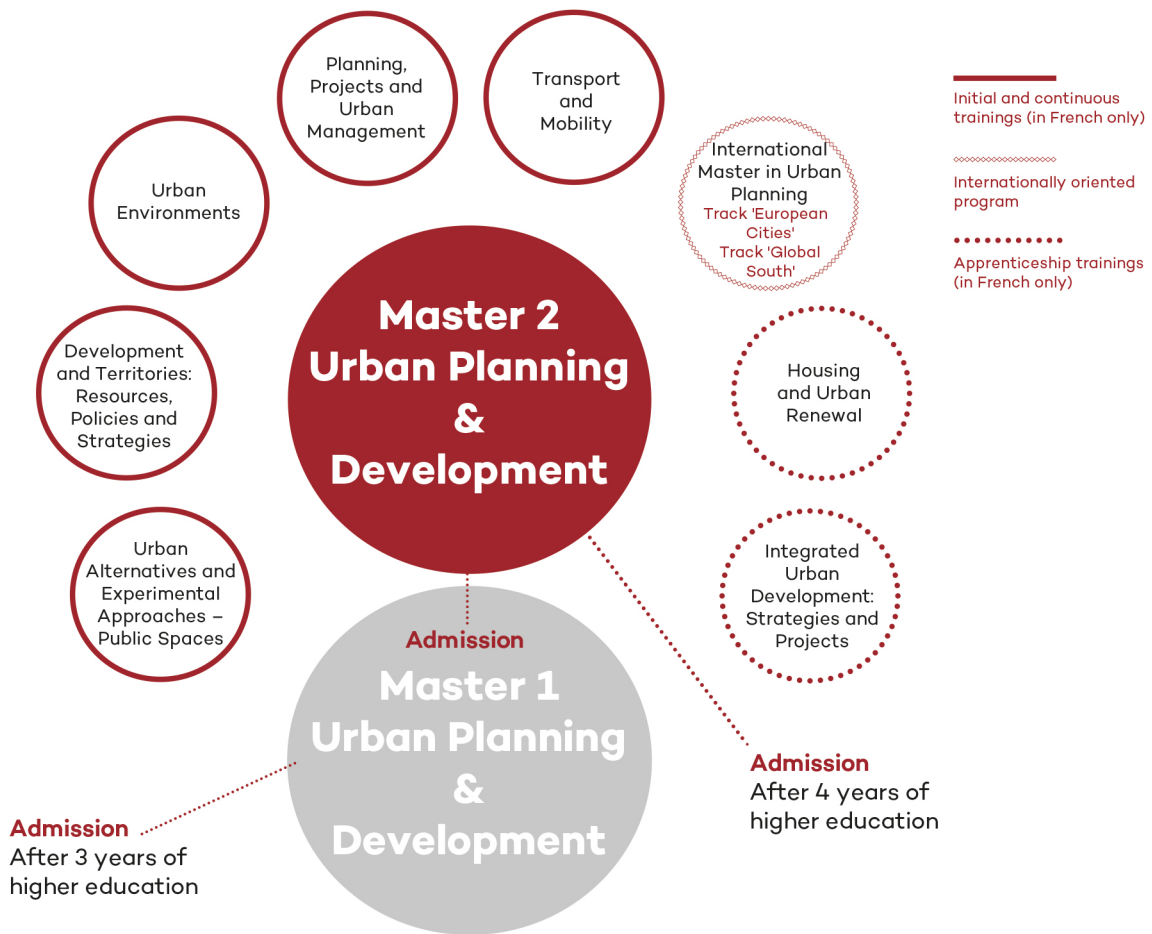 Planning,
Projects and
Urban
Management
Transport
and
Mobility
Initial and continuous
trainings (in French only)
Internationally oriented
program
Apprenticeship trainings
(in French only)
International
Master in Urban
Planning
Track 'European
Cities'
Track 'Global
South'
Urban
Environments
Master 2
Urban Planning
&
Development
Development
and Territories:
Resources,
Policies and
Strategies
Housing
and Urban
Renewal
Urban
Alternatives and
Experimental
Approaches –
Public Spaces
Integrated
Urban
Development:
Strategies and
Projects
Admission
Master 1
Urban Planning
&
Development
Admission
After 4 years of
higher education
Admission
After 3 years of
higher education